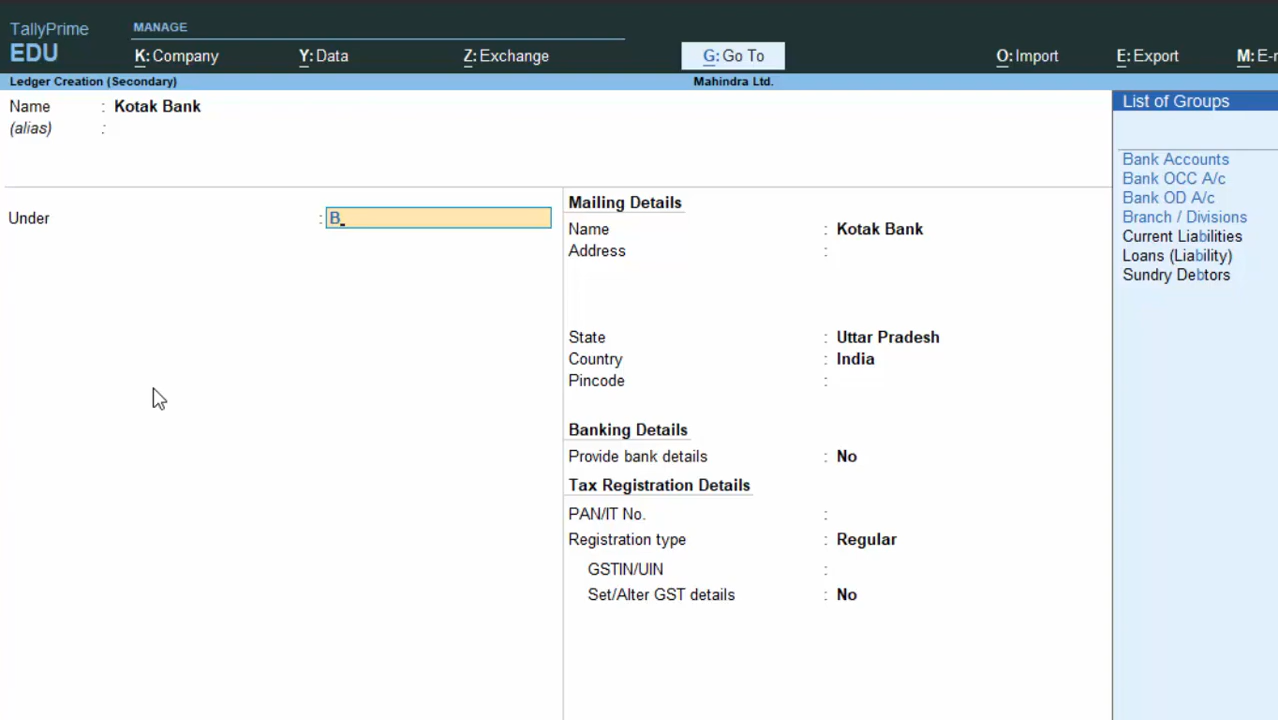 TallyPrime
EDU
MANAGE
K: Company
Y: Data
Z: Exchange
G: Go To
O: Import
E: Export
M: E-
Ledger Creation (Secondary)
Mahindra Ltd.
Name : Kotak Bank
(alias) :
Under : B
Mailing Details
Name : Kotak Bank
Address :
State : Uttar Pradesh
Country : India
Pincode :
Banking Details
Provide bank details : No
Tax Registration Details
PAN/IT No. :
Registration type : Regular
GSTIN/UIN :
Set/Alter GST details : No
List of Groups
Bank Accounts
Bank OCC A/c
Bank OD A/c
Branch / Divisions
Current Liabilities
Loans (Liability)
Sundry Debtors